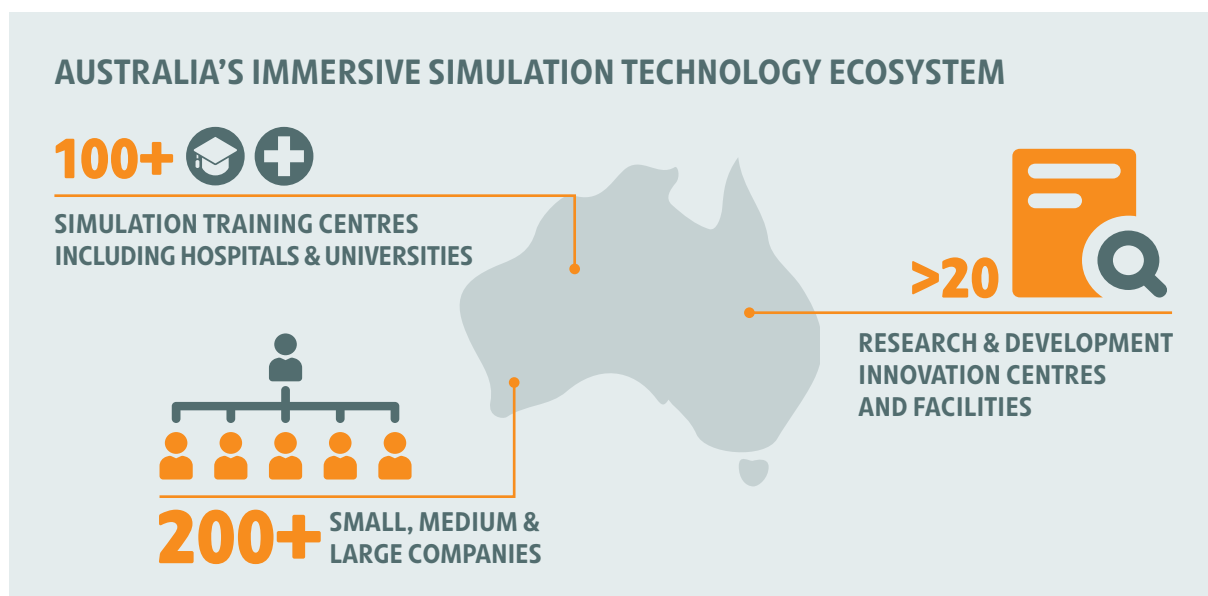 AUSTRALIA’S IMMERSIVE SIMULATION TECHNOLOGY ECOSYSTEM
100+
SIMULATION TRAINING CENTRES
INCLUDING HOSPITALS & UNIVERSITIES
>20
RESEARCH & DEVELOPMENT
INNOVATION CENTRES
AND FACILITIES
200+
SMALL, MEDIUM &
LARGE COMPANIES